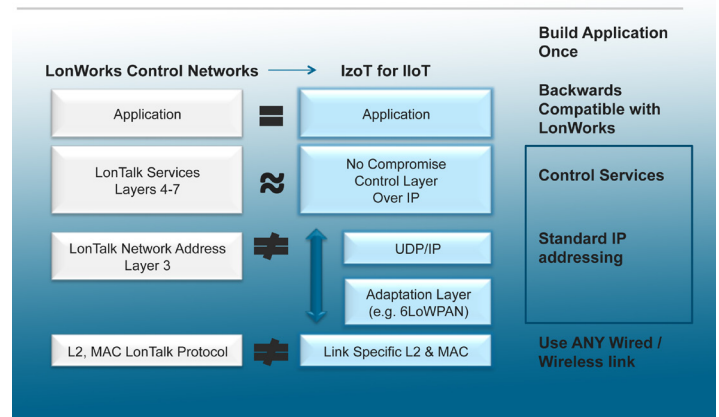 Build Application
Once
LonWorks Control Networks
IzoT for IIoT
Backwards
Compatible with
LonWorks
Application
=
Application
LonTalk Services
Layers 4-7
≈
No Compromise
Control Layer
Over IP
Control Services
LonTalk Network Address
Layer 3
≠
UDP/IP
Standard IP
addressing
Adaptation Layer
(e.g. 6LoWPAN)
L2, MAC LonTalk Protocol
≠
Link Specific L2 & MAC
Use ANY Wired /
Wireless link